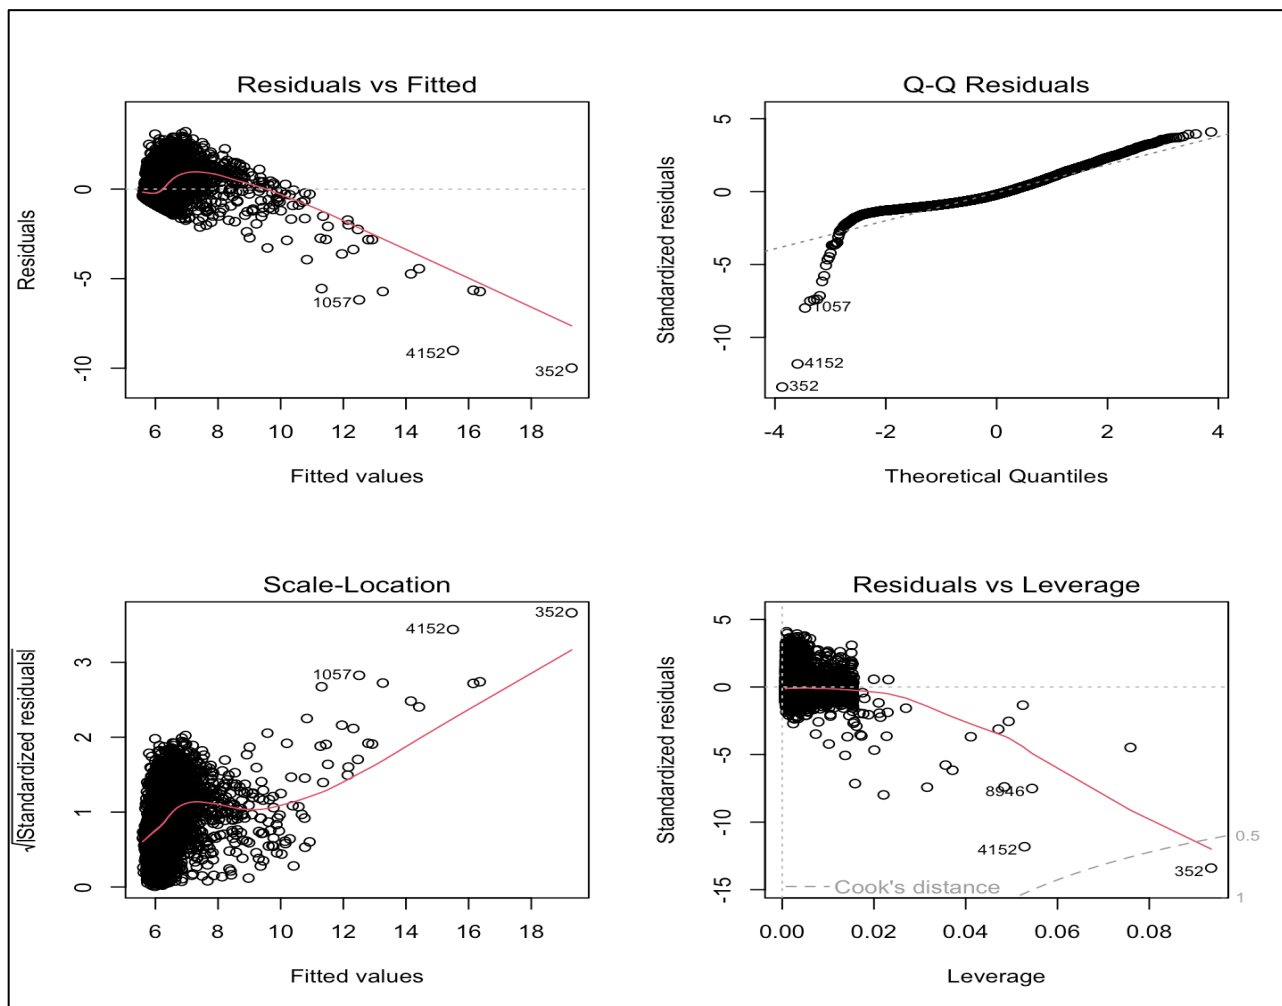 Residuals vs Fitted
Residuals
0
-5
-10
1057
4152
352
6 8 10 12 14 16 18
Fitted values
Q-Q Residuals
Standardized residuals
5
0
-5
-10
1057
4152
352
-4 -2 0 2 4
Theoretical Quantiles
Scale-Location
√|Standardized residuals|
3
2
1
0
352
4152
1057
6 8 10 12 14 16 18
Fitted values
Residuals vs Leverage
Standardized residuals
5
0
-5
-10
-15
8946
4152
352
Cook's distance
0.5
1
0.00 0.02 0.04 0.06 0.08
Leverage